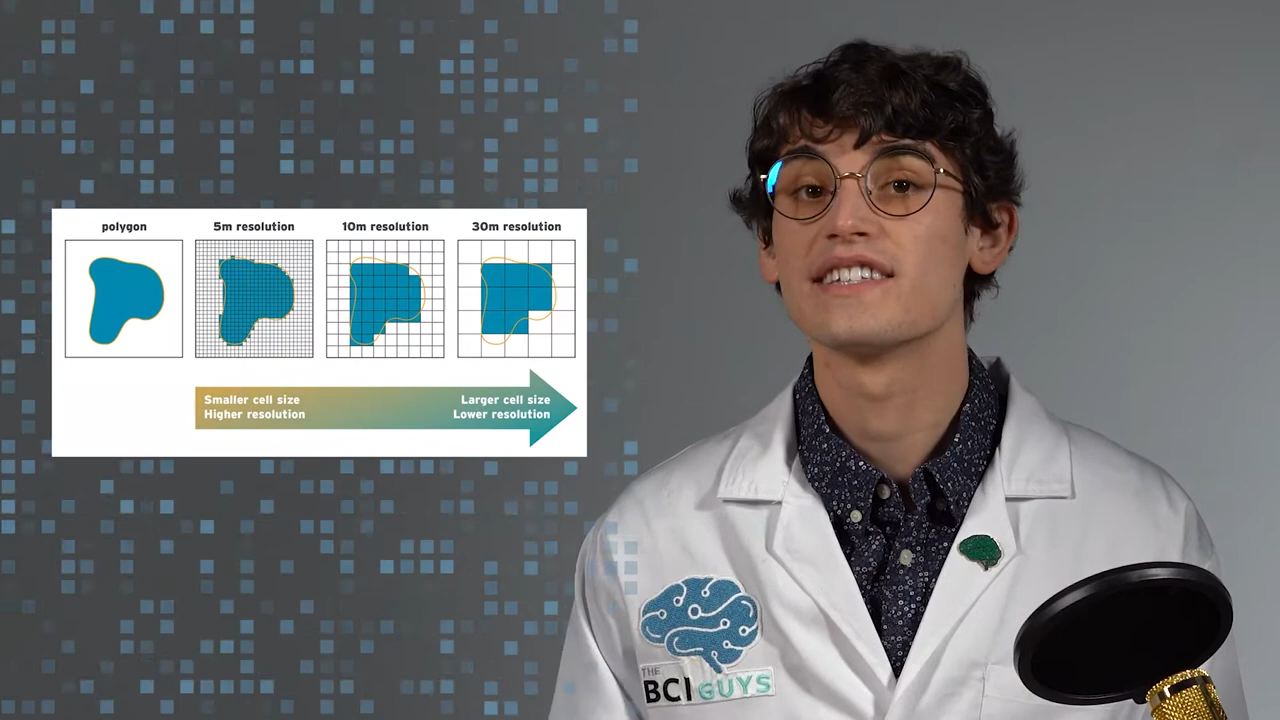 polygon
5m resolution
10m resolution
30m resolution
Smaller cell size
Higher resolution
Larger cell size
Lower resolution
THE
BCI GUYS